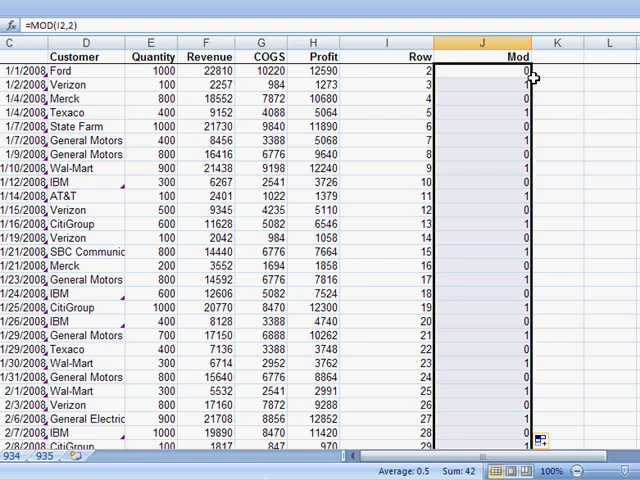 =MOD(I2,2)
C D E F G H I J K L
Customer Quantity Revenue COGS Profit Row Mod
1/1/2008 Ford 1000 22810 10220 12590 2 0
1/2/2008 Verizon 100 2257 984 1273 3 1
1/4/2008 Merck 800 18552 7872 10680 4 0
1/4/2008 Texaco 400 9152 4088 5064 5 1
1/7/2008 State Farm 1000 21730 9840 11890 6 0
1/7/2008 General Motors 400 8456 3388 5068 7 1
1/9/2008 General Motors 800 16416 6776 9640 8 0
1/10/2008 Wal-Mart 900 21438 9198 12240 9 1
1/12/2008 IBM 300 6267 2541 3726 10 0
1/14/2008 AT&T 100 2401 1022 1379 11 1
1/15/2008 Verizon 500 9345 4235 5110 12 0
1/16/2008 CitiGroup 600 11628 5082 6546 13 1
1/19/2008 Verizon 100 2042 984 1058 14 0
1/21/2008 SBC Communic 800 14440 6776 7664 15 1
1/21/2008 Merck 200 3552 1694 1858 16 0
1/23/2008 General Motors 800 14592 6776 7816 17 1
1/24/2008 IBM 600 12606 5082 7524 18 0
1/25/2008 CitiGroup 1000 20770 8470 12300 19 1
1/26/2008 IBM 400 8128 3388 4740 20 0
1/29/2008 General Motors 700 17150 6888 10262 21 1
1/29/2008 Texaco 400 7136 3388 3748 22 0
1/30/2008 Wal-Mart 300 6714 2952 3762 23 1
1/31/2008 General Motors 800 15640 6776 8864 24 0
2/1/2008 Wal-Mart 300 5532 2541 2991 25 1
2/3/2008 Verizon 800 17160 7872 9288 26 0
2/6/2008 General Electric 900 21708 8856 12852 27 1
2/7/2008 IBM 1000 19890 8470 11420 28 0
2/8/2008 CitiGroup 100 1817 847 970 29 1
934 935
Average: 0.5 Sum: 42 100%